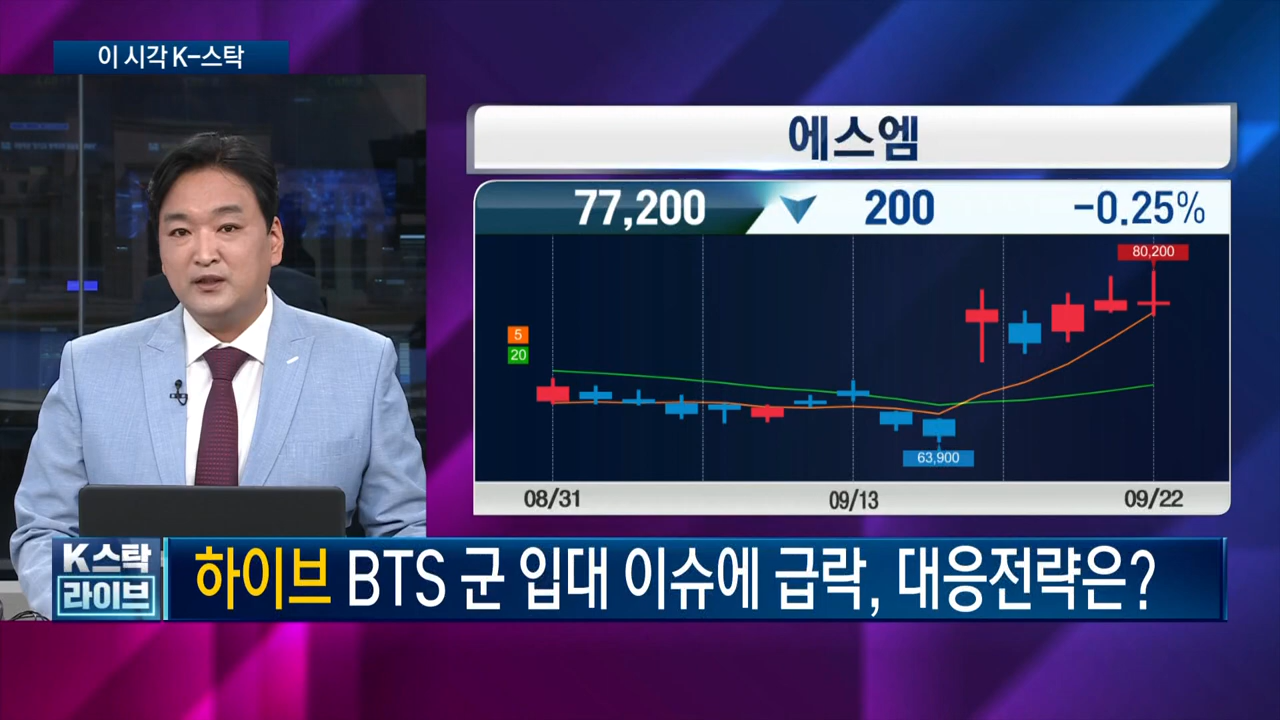 이 시각 K-스탁
에스엠
77,200 ▼ 200 -0.25%
80,200
5
20
63,900
08/31 09/13 09/22
K스탁
라이브
하이브 BTS 군 입대 이슈에 급락, 대응전략은?